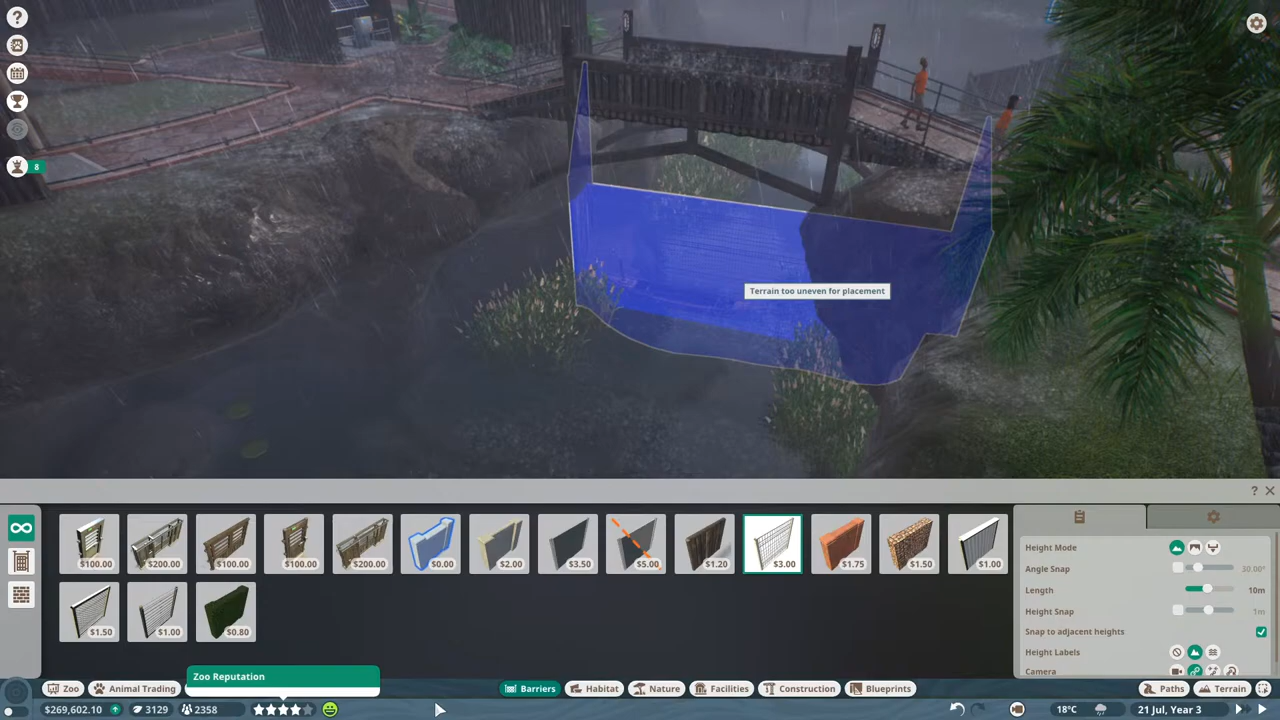 ?
8
Terrain too uneven for placement
? ×
$100.00 $200.00 $100.00 $100.00 $200.00 $0.00 $2.00 $3.50 $5.00 $1.20 $3.00 $1.75 $1.50 $1.00
$1.50 $1.00 $0.80
Height Mode
Angle Snap 30.00°
Length 10m
Height Snap 1m
Snap to adjacent heights
Height Labels
Camera
Zoo Reputation
Zoo Animal Trading Barriers Habitat Nature Facilities Construction Blueprints Paths Terrain
$269,602.10 3129 2358 18°C 21 Jul, Year 3